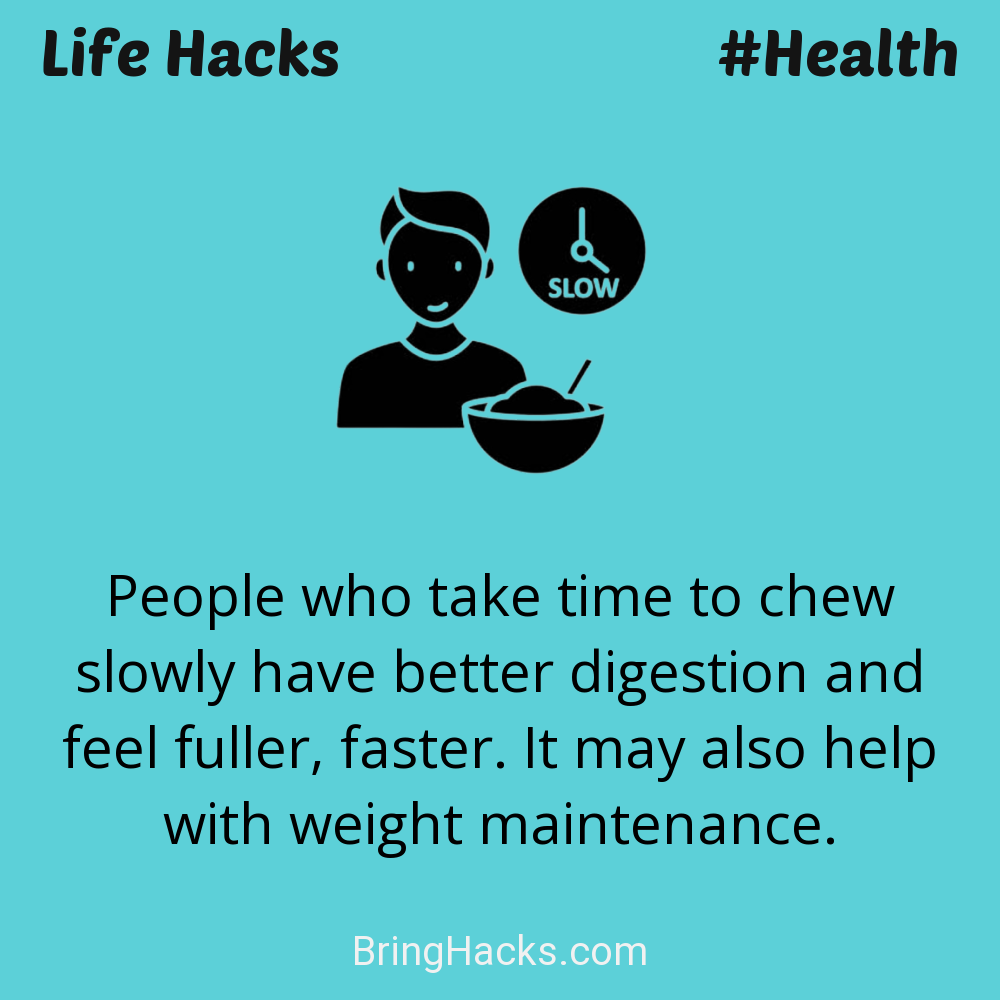 Life Hacks
#Health
SLOW
People who take time to chew
slowly have better digestion and
feel fuller, faster. It may also help
with weight maintenance.
BringHacks.com